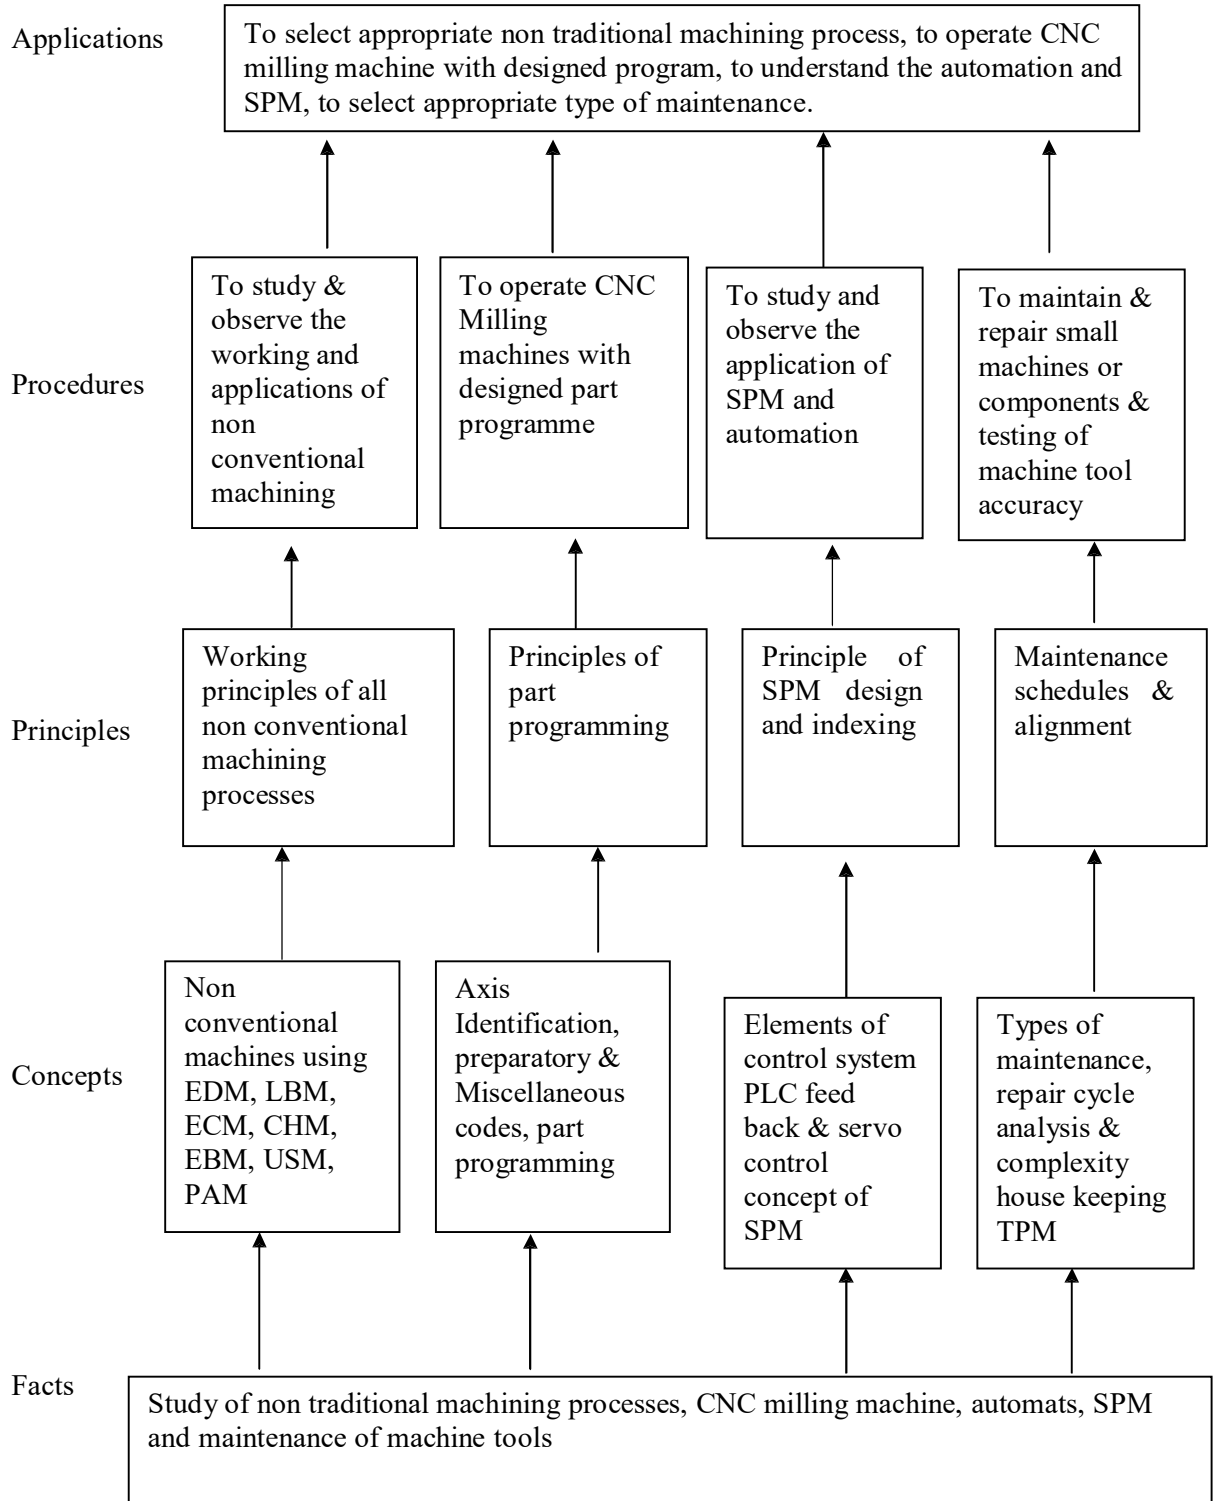 Applications
To select appropriate non traditional machining process, to operate CNC
milling machine with designed program, to understand the automation and
SPM, to select appropriate type of maintenance.
Procedures
To study &
observe the
working and
applications of
non
conventional
machining
To operate CNC
Milling
machines with
designed part
programme
To study and
observe the
application of
SPM and
automation
To maintain &
repair small
machines or
components &
testing of
machine tool
accuracy
Principles
Working
principles of all
non conventional
machining
processes
Principles of
part
programming
Principle of
SPM design
and indexing
Maintenance
schedules &
alignment
Concepts
Non
conventional
machines using
EDM, LBM,
ECM, CHM,
EBM, USM,
PAM
Axis
Identification,
preparatory &
Miscellaneous
codes, part
programming
Elements of
control system
PLC feed
back & servo
control
concept of
SPM
Types of
maintenance,
repair cycle
analysis &
complexity
house keeping
TPM
Facts
Study of non traditional machining processes, CNC milling machine, automats, SPM
and maintenance of machine tools